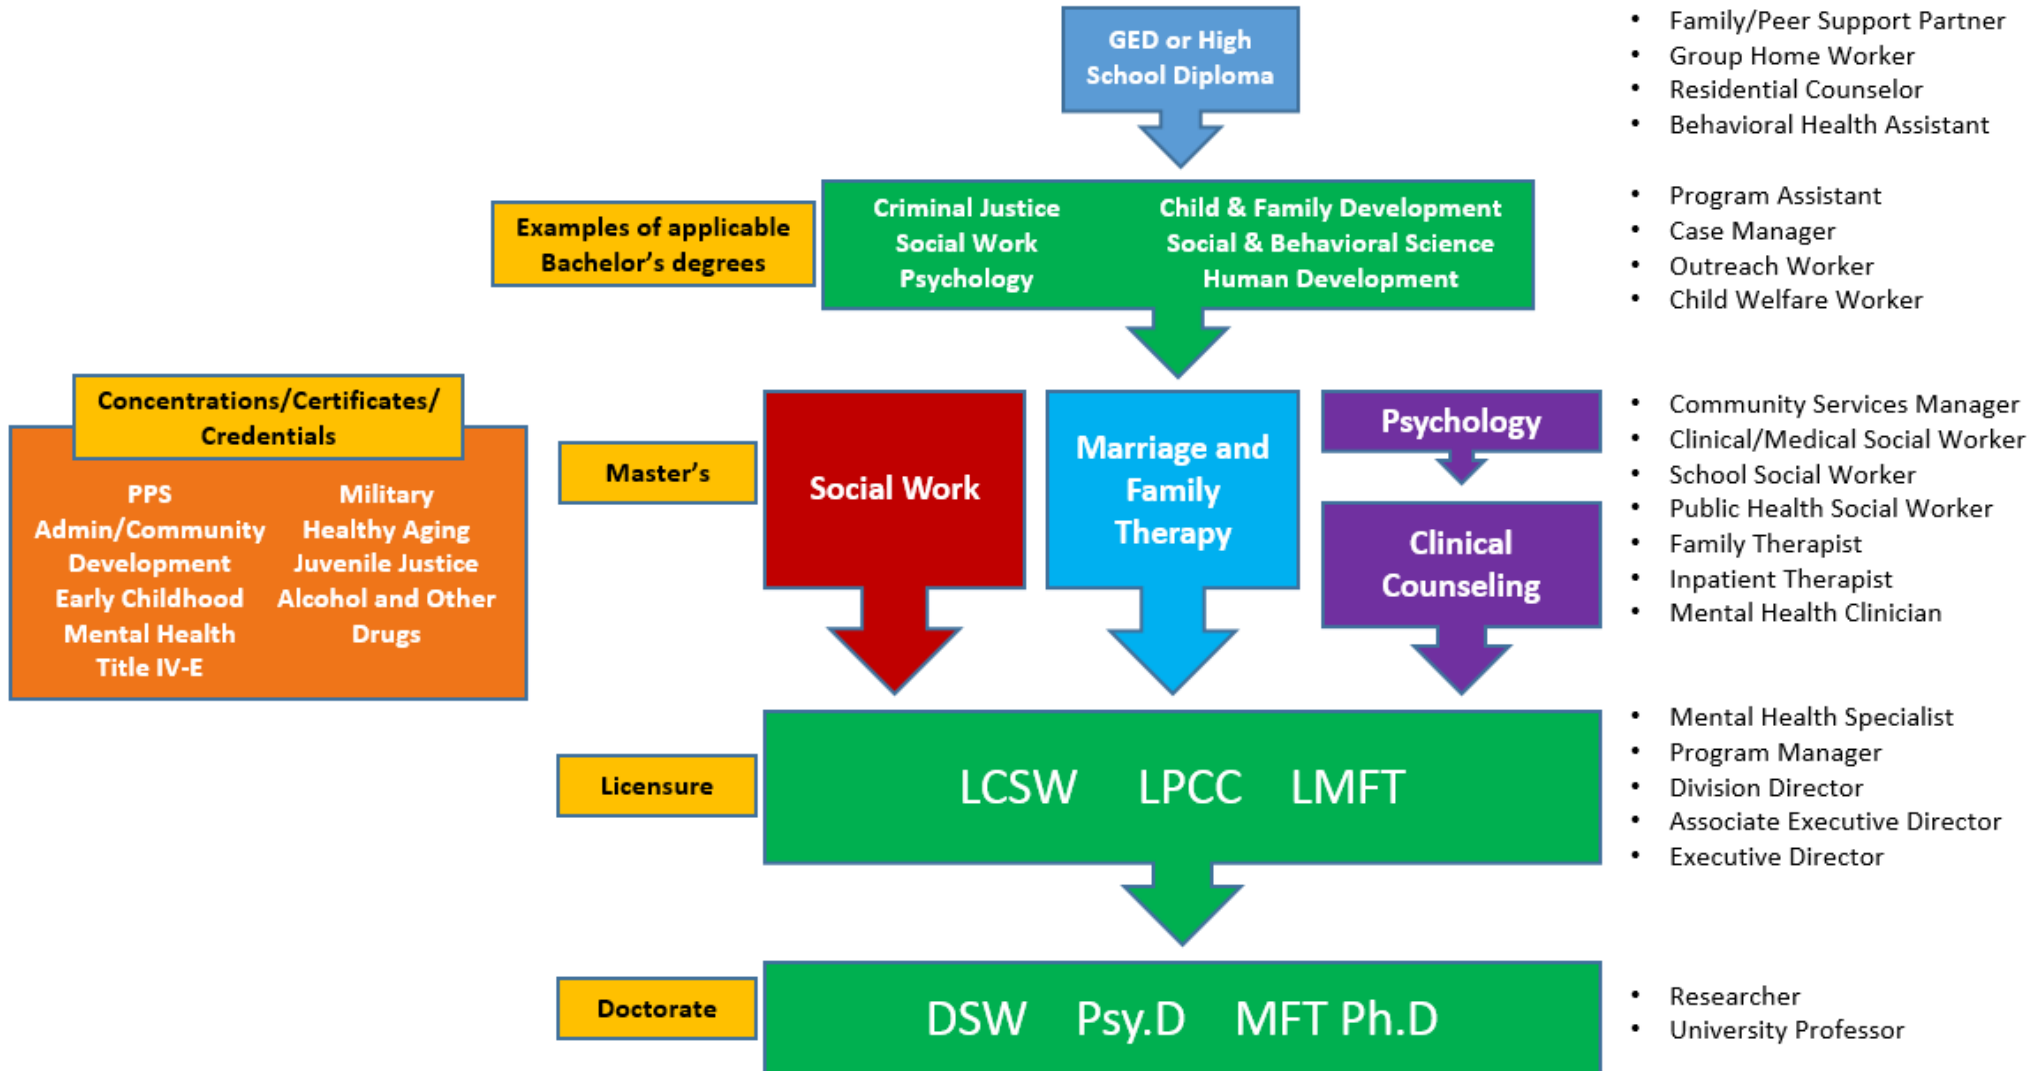 GED or High
School Diploma
• Family/Peer Support Partner
• Group Home Worker
• Residential Counselor
• Behavioral Health Assistant
Examples of applicable
Bachelor's degrees
Criminal Justice
Social Work
Psychology
Child & Family Development
Social & Behavioral Science
Human Development
• Program Assistant
• Case Manager
• Outreach Worker
• Child Welfare Worker
Concentrations/Certificates/
Credentials
PPS
Admin/Community
Development
Early Childhood
Mental Health
Title IV-E
Military
Healthy Aging
Juvenile Justice
Alcohol and Other
Drugs
Master's
Social Work
Marriage and
Family
Therapy
Psychology
Clinical
Counseling
• Community Services Manager
• Clinical/Medical Social Worker
• School Social Worker
• Public Health Social Worker
• Family Therapist
• Inpatient Therapist
• Mental Health Clinician
Licensure
LCSW LPCC LMFT
• Mental Health Specialist
• Program Manager
• Division Director
• Associate Executive Director
• Executive Director
Doctorate
DSW Psy.D MFT Ph.D
• Researcher
• University Professor